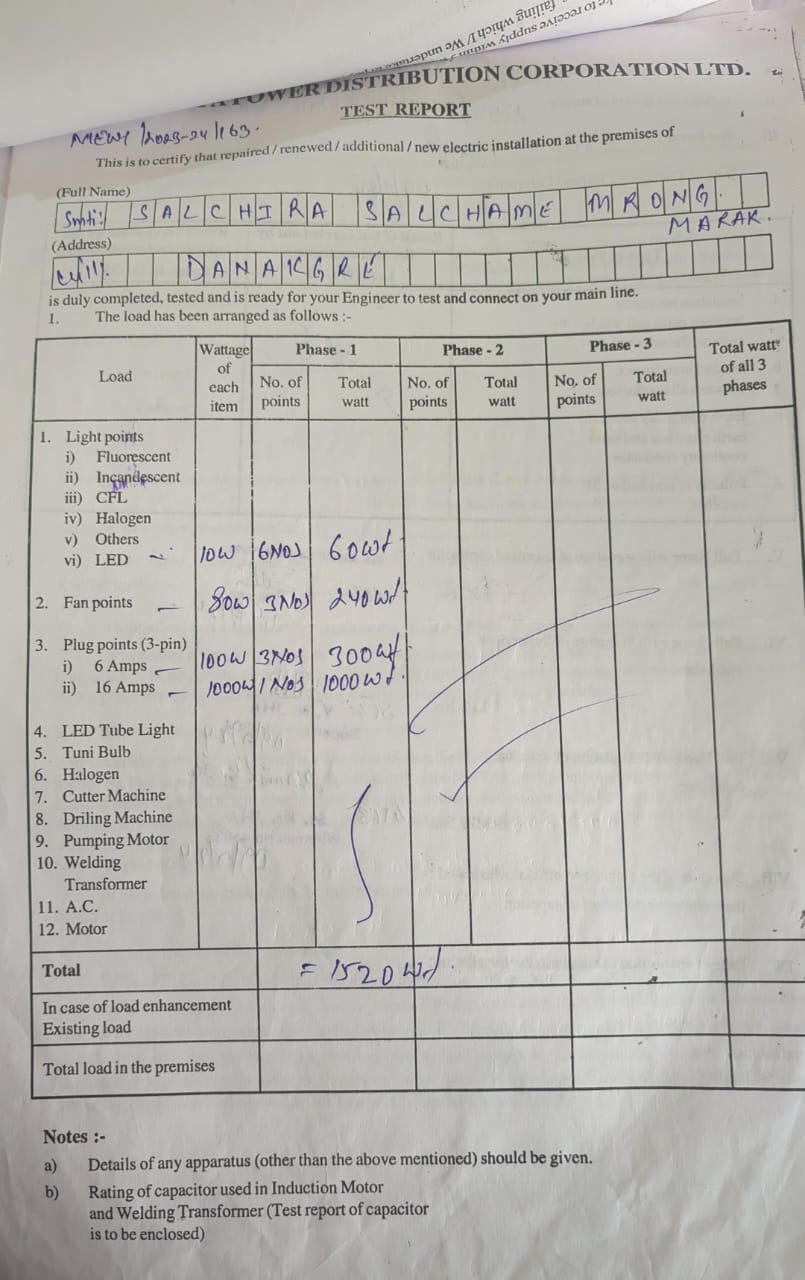 to receive supply within
failing which I/We
POWER DISTRIBUTION CORPORATION LTD.
TEST REPORT
/2023-24/163.
This is to certify that repaired / renewed / additional / new electric installation at the premises of
(Full Name)
Smti: SALCHIRA SALCHAME MRONG.
MARAK.
(Address)
Vill. DANAKGRE
is duly completed, tested and is ready for your Engineer to test and connect on your main line.
1. The load has been arranged as follows :-
Load Wattage of each item Phase - 1 Phase - 2 Phase - 3 Total watt of all 3 phases
No. of points Total watt No. of points Total watt No. of points Total watt
1. Light points
i) Fluorescent
ii) Incandescent
iii) CFL
iv) Halogen
v) Others
vi) LED 10W 6NOS 60Wt
2. Fan points 80W 3NOS 240Wt
3. Plug points (3-pin)
i) 6 Amps 100W 3NOS 300Wt
ii) 16 Amps 1000W 1NOS 1000Wt.
4. LED Tube Light
5. Tuni Bulb
6. Halogen
7. Cutter Machine
8. Driling Machine
9. Pumping Motor
10. Welding
Transformer
11. A.C.
12. Motor
Total = 1520 Wt.
In case of load enhancement
Existing load
Total load in the premises
Notes :-
a) Details of any apparatus (other than the above mentioned) should be given.
b) Rating of capacitor used in Induction Motor
and Welding Transformer (Test report of capacitor
is to be enclosed)